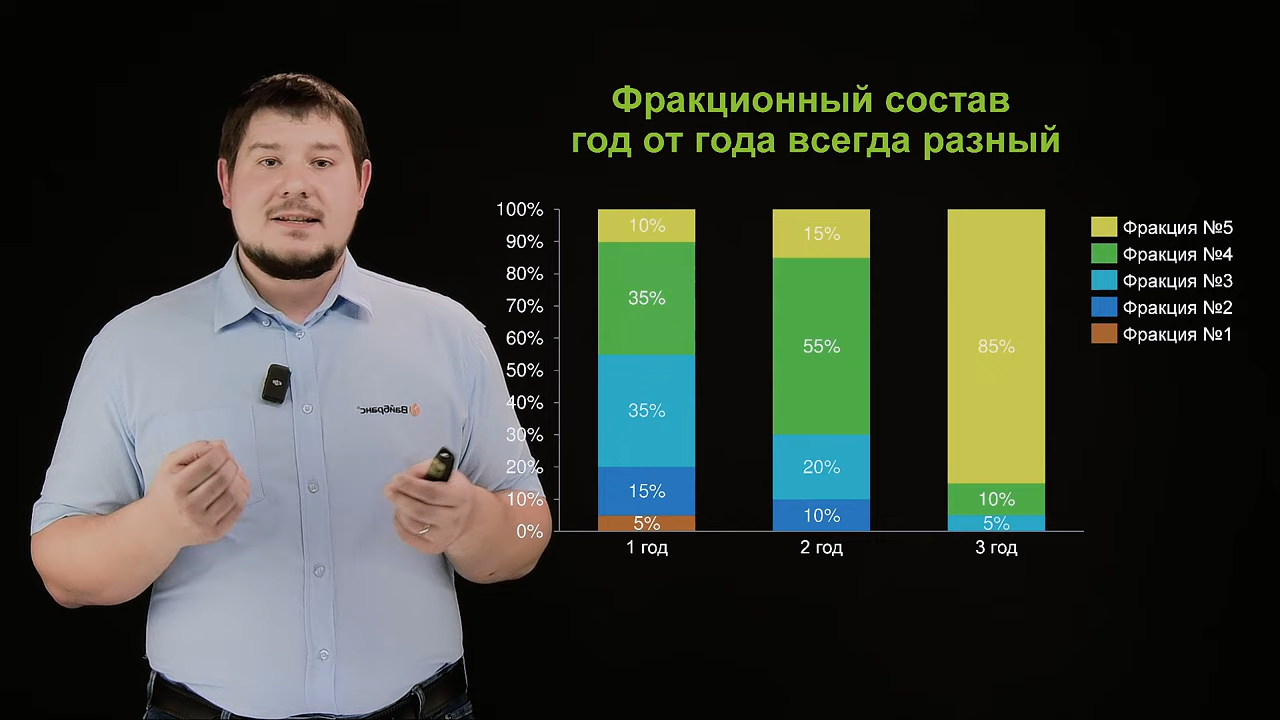 Фракционный состав
год от года всегда разный
100%
90%
80%
70%
60%
50%
40%
30%
20%
10%
0%
10%
35%
35%
15%
5%
15%
55%
20%
10%
85%
10%
5%
1 год
2 год
3 год
Фракция №5
Фракция №4
Фракция №3
Фракция №2
Фракция №1
Вайбранс